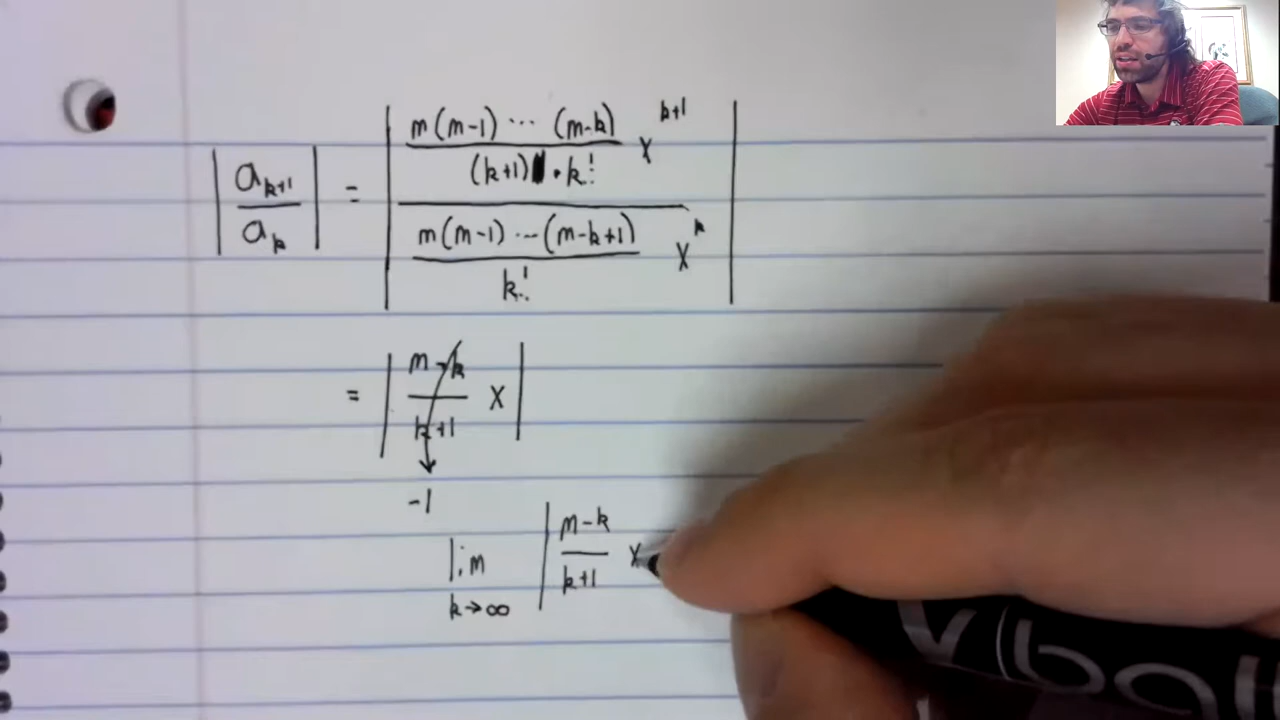 |a_{k+1}/a_k| = |(m(m-1) ⋯ (m-k))/((k+1) · k!) x^{k+1} / (m(m-1) ⋯ (m-k+1))/(k!) x^k|
= |(m-k)/(k+1) x|
-1
lim_{k→∞} |(m-k)/(k+1) x